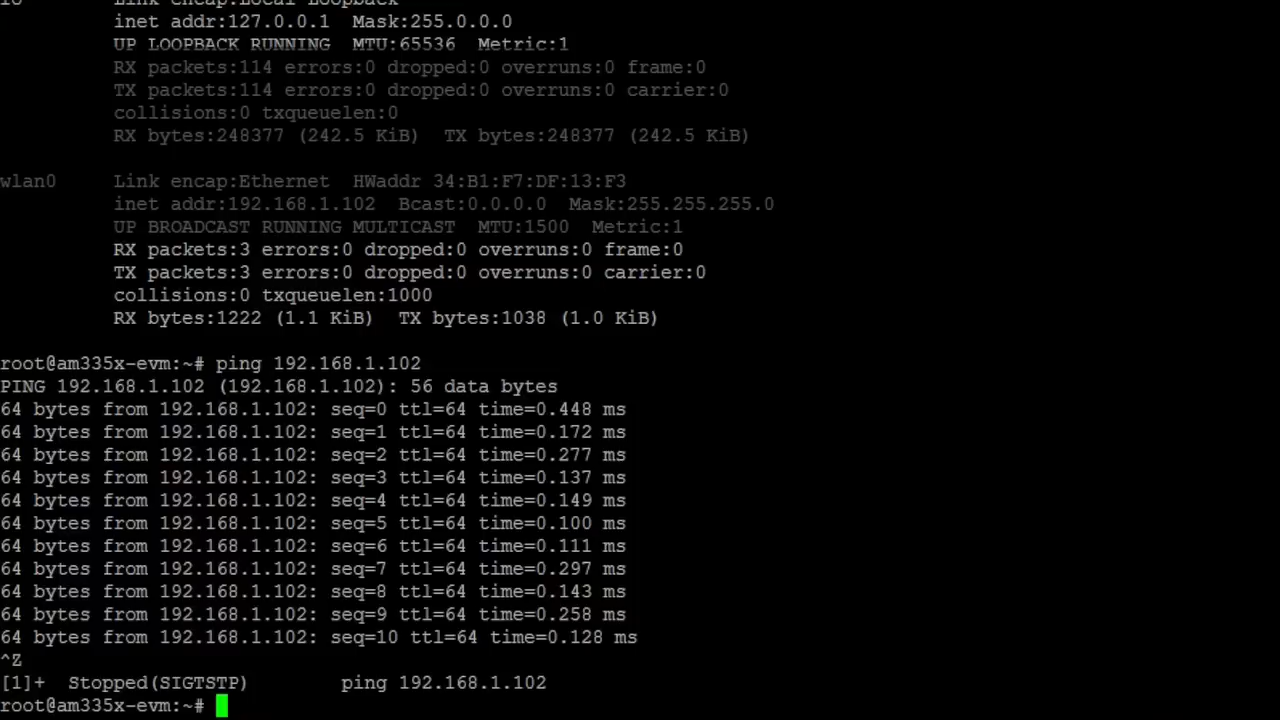 lo        Link encap:Local Loopback
          inet addr:127.0.0.1  Mask:255.0.0.0
          UP LOOPBACK RUNNING  MTU:65536  Metric:1
          RX packets:114 errors:0 dropped:0 overruns:0 frame:0
          TX packets:114 errors:0 dropped:0 overruns:0 carrier:0
          collisions:0 txqueuelen:0
          RX bytes:248377 (242.5 KiB)  TX bytes:248377 (242.5 KiB)

wlan0     Link encap:Ethernet  HWaddr 34:B1:F7:DF:13:F3
          inet addr:192.168.1.102  Bcast:0.0.0.0  Mask:255.255.255.0
          UP BROADCAST RUNNING MULTICAST  MTU:1500  Metric:1
          RX packets:3 errors:0 dropped:0 overruns:0 frame:0
          TX packets:3 errors:0 dropped:0 overruns:0 carrier:0
          collisions:0 txqueuelen:1000
          RX bytes:1222 (1.1 KiB)  TX bytes:1038 (1.0 KiB)

root@am335x-evm:~# ping 192.168.1.102
PING 192.168.1.102 (192.168.1.102): 56 data bytes
64 bytes from 192.168.1.102: seq=0 ttl=64 time=0.448 ms
64 bytes from 192.168.1.102: seq=1 ttl=64 time=0.172 ms
64 bytes from 192.168.1.102: seq=2 ttl=64 time=0.277 ms
64 bytes from 192.168.1.102: seq=3 ttl=64 time=0.137 ms
64 bytes from 192.168.1.102: seq=4 ttl=64 time=0.149 ms
64 bytes from 192.168.1.102: seq=5 ttl=64 time=0.100 ms
64 bytes from 192.168.1.102: seq=6 ttl=64 time=0.111 ms
64 bytes from 192.168.1.102: seq=7 ttl=64 time=0.297 ms
64 bytes from 192.168.1.102: seq=8 ttl=64 time=0.143 ms
64 bytes from 192.168.1.102: seq=9 ttl=64 time=0.258 ms
64 bytes from 192.168.1.102: seq=10 ttl=64 time=0.128 ms
^Z
[1]+  Stopped(SIGTSTP)        ping 192.168.1.102
root@am335x-evm:~#